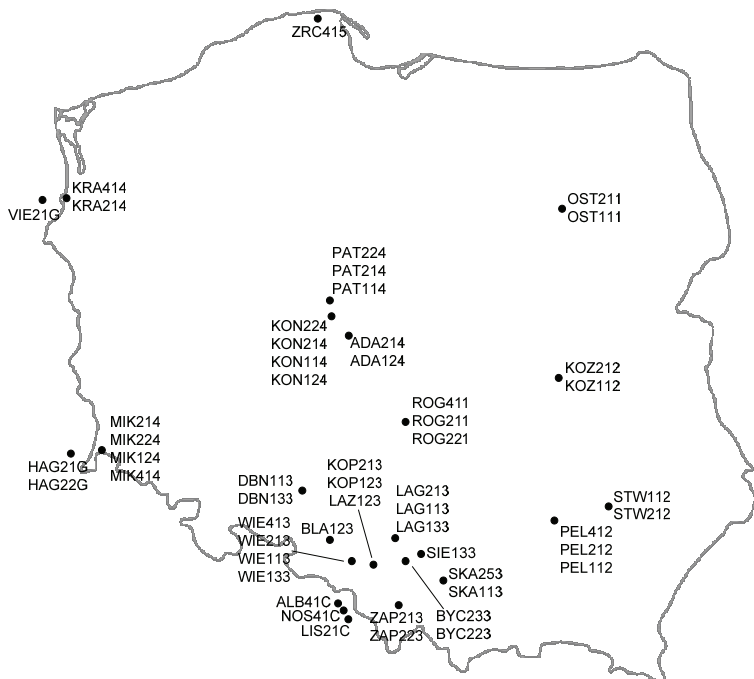 ZRC415
KRA414
KRA214
VIE21G
OST211
OST111
PAT224
PAT214
PAT114
KON224
KON214
KON114
KON124
ADA214
ADA124
KOZ212
KOZ112
ROG411
ROG211
ROG221
MIK214
MIK224
MIK124
MIK414
HAG21G
HAG22G
DBN113
DBN133
KOP213
KOP123
LAZ123
LAG213
LAG113
LAG133
STW112
STW212
PEL412
PEL212
PEL112
WIE413
WIE213
WIE113
WIE133
BLA123
SIE133
SKA253
SKA113
ALB41C
NOS41C
LIS21C
ZAP213
ZAP223
BYC233
BYC223